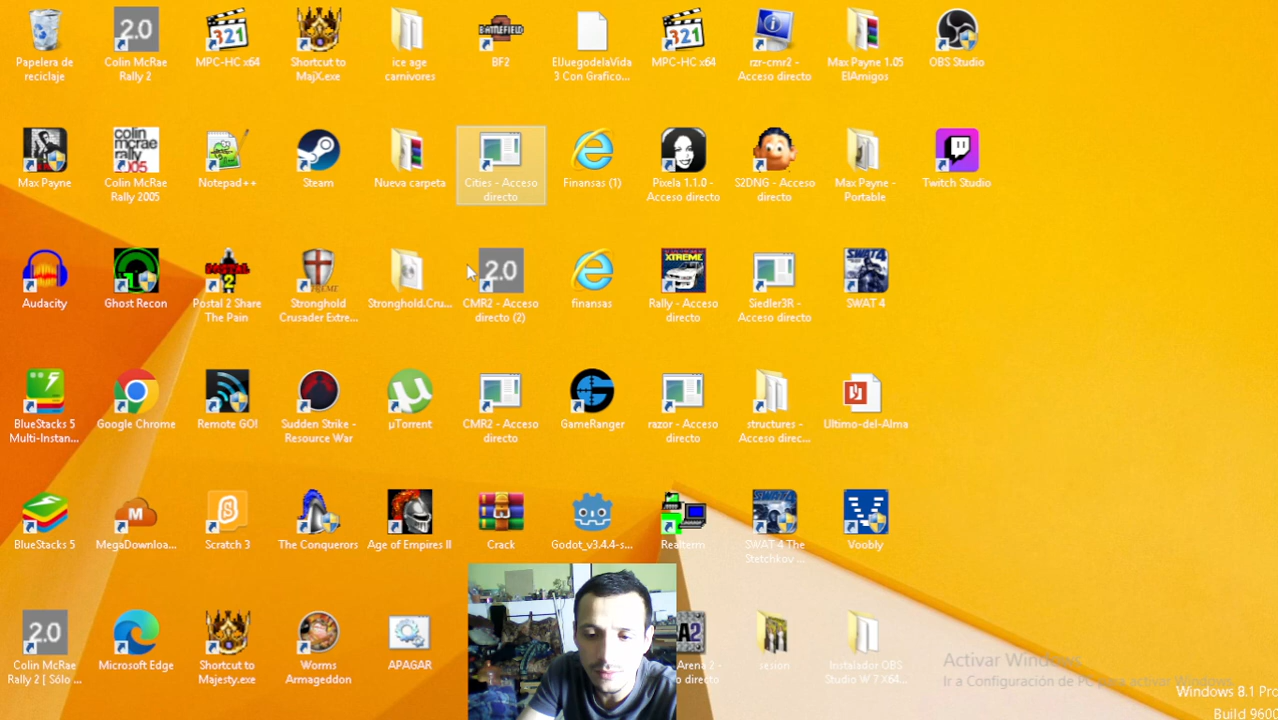 Papelera de
reciclaje
Colin McRae
Rally 2
MPC-HC x64
Shortcut to
MajX.exe
ice age
carnivores
BF2
ElJuegodelaVida
3 Con Grafico...
MPC-HC x64
rzr-cmr2 -
Acceso directo
Max Payne 1.05
ElAmigos
OBS Studio
Max Payne
Colin McRae
Rally 2005
Notepad++
Steam
Nueva carpeta
Cities - Acceso
directo
Finansas (1)
Pixela 1.1.0 -
Acceso directo
S2DNG - Acceso
directo
Max Payne -
Portable
Twitch Studio
Audacity
Ghost Recon
Postal 2 Share
The Pain
Stronghold
Crusader Extre...
Stronghold.Cru...
CMR2 - Acceso
directo (2)
finansas
Rally - Acceso
directo
Siedler3R -
Acceso directo
SWAT 4
BlueStacks 5
Multi-Instan...
Google Chrome
Remote GO!
Sudden Strike -
Resource War
µTorrent
CMR2 - Acceso
directo
GameRanger
razor - Acceso
directo
structures -
Acceso direc...
Ultimo-del-Alma
BlueStacks 5
MegaDownloa...
Scratch 3
The Conquerors
Age of Empires II
Crack
Godot_v3.4.4-s...
Realterm
SWAT 4 The
Stetchkov ...
Voobly
Colin McRae
Rally 2 [ Sólo ...
Microsoft Edge
Shortcut to
Majesty.exe
Worms
Armageddon
APAGAR
Arena 2 -
directo
sesion
Instalador OBS
Studio W 7 X64...
Activar Windows
Ir a Configuración de PC para activar Windows.
Windows 8.1 Pro
Build 9600